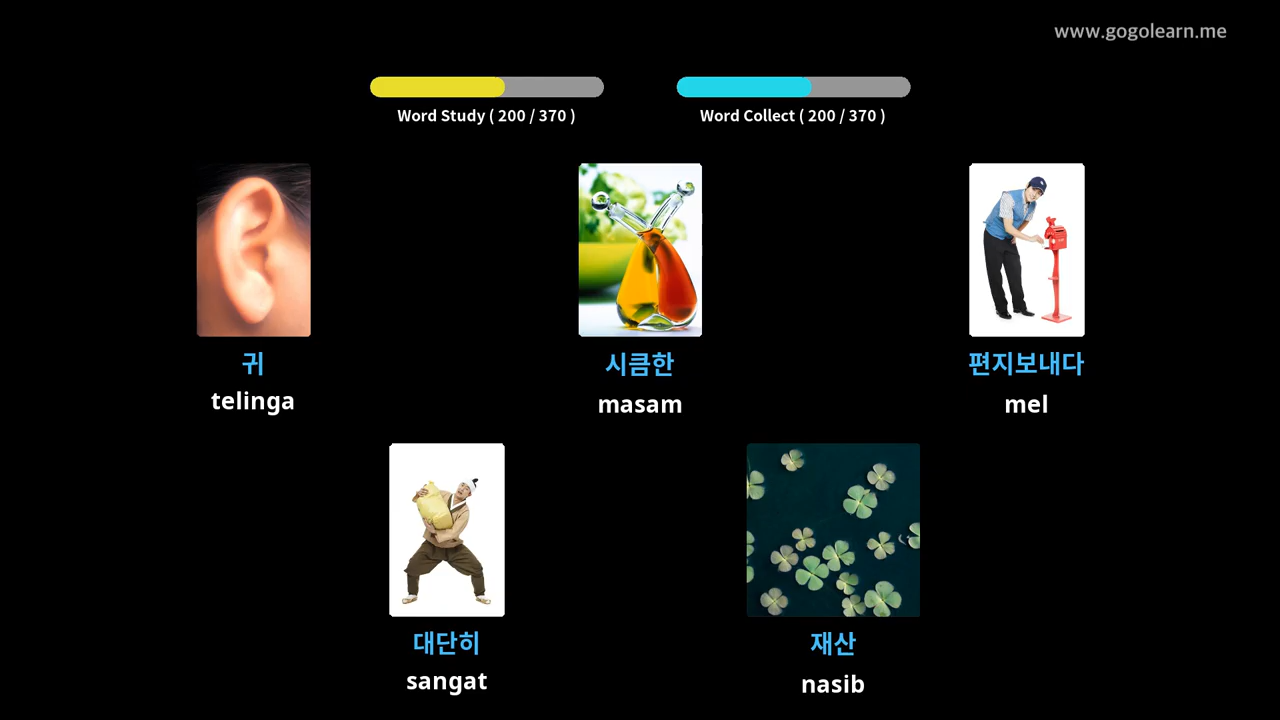 www.gogolearn.me
Word Study ( 200 / 370 )
Word Collect ( 200 / 370 )
귀
telinga
시큼한
masam
편지보내다
mel
대단히
sangat
재산
nasib